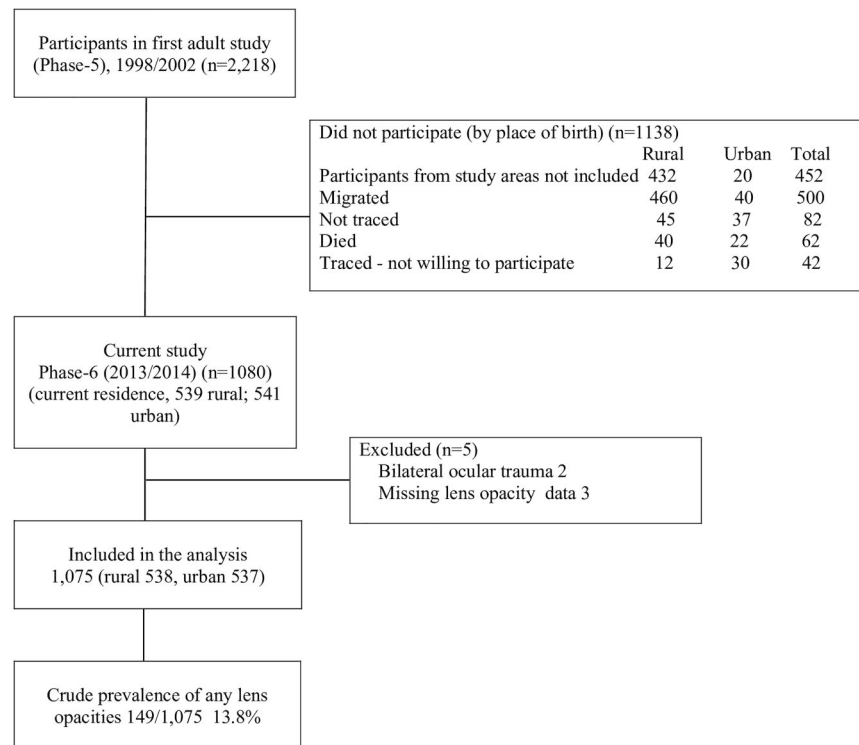 Participants in first adult study
(Phase-5), 1998/2002 (n=2,218)
Did not participate (by place of birth) (n=1138)
Rural Urban Total
Participants from study areas not included 432 20 452
Migrated 460 40 500
Not traced 45 37 82
Died 40 22 62
Traced - not willing to participate 12 30 42
Current study
Phase-6 (2013/2014) (n=1080)
(current residence, 539 rural; 541
urban)
Excluded (n=5)
Bilateral ocular trauma 2
Missing lens opacity data 3
Included in the analysis
1,075 (rural 538, urban 537)
Crude prevalence of any lens
opacities 149/1,075 13.8%